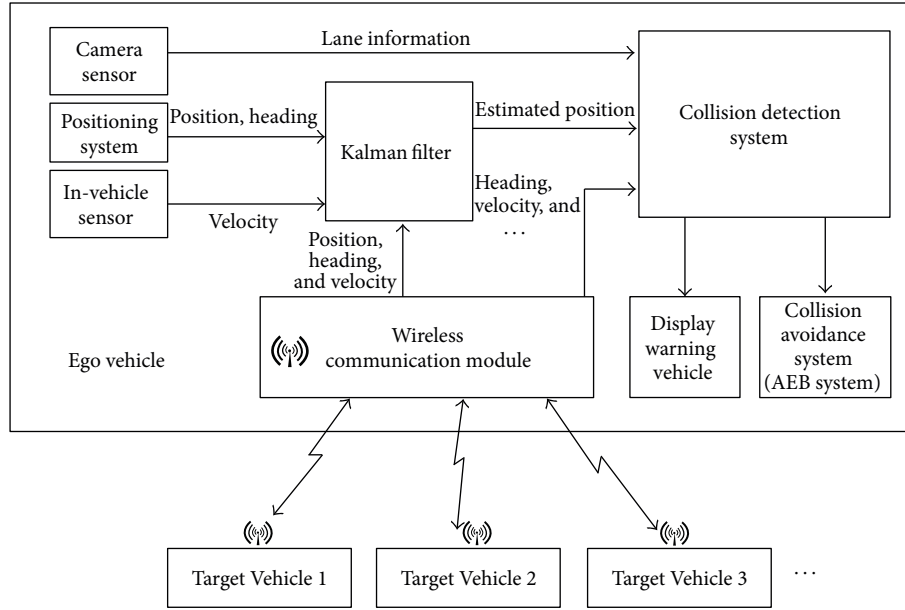 Camera
sensor
Lane information
Positioning
system
Position, heading
Kalman filter
Estimated position
Collision detection
system
In-vehicle
sensor
Velocity
Heading,
velocity, and
...
Position,
heading,
and velocity
Ego vehicle
Wireless
communication module
Display
warning
vehicle
Collision
avoidance
system
(AEB system)
Target Vehicle 1
Target Vehicle 2
Target Vehicle 3
...